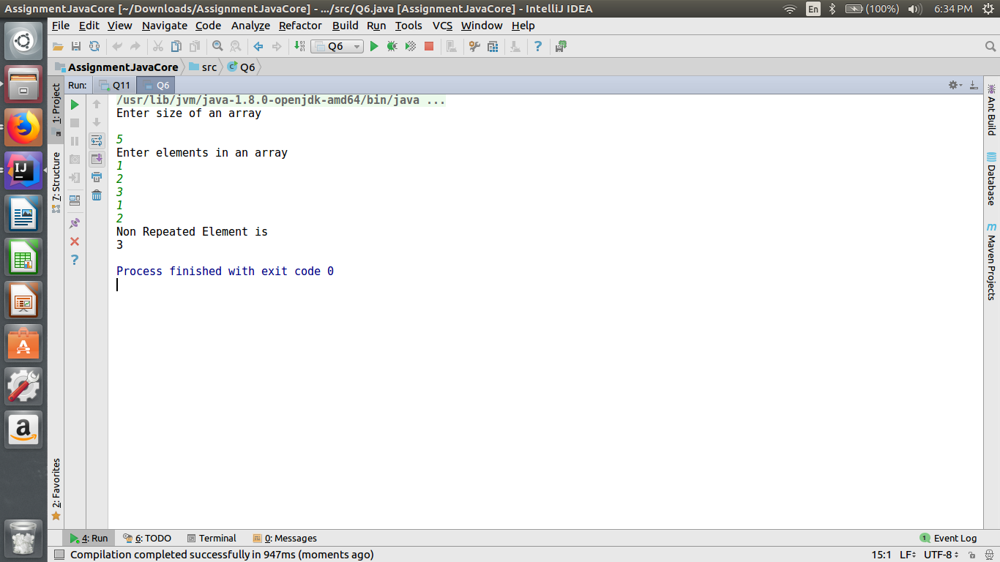 AssignmentJavaCore [~/Downloads/AssignmentJavaCore] - .../src/Q6.java [AssignmentJavaCore] - IntelliJ IDEA
En (100%) 6:34 PM
File Edit View Navigate Code Analyze Refactor Build Run Tools VCS Window Help
Q6
AssignmentJavaCore src Q6
Run: Q11 Q6
1: Project
7: Structure
2: Favorites
/usr/lib/jvm/java-1.8.0-openjdk-amd64/bin/java ...
Enter size of an array
5
Enter elements in an array
1
2
3
1
2
Non Repeated Element is
3
Process finished with exit code 0
Ant Build
Database
Maven Projects
4: Run 6: TODO Terminal 0: Messages 1 Event Log
Compilation completed successfully in 947ms (moments ago) 15:1 LF UTF-8